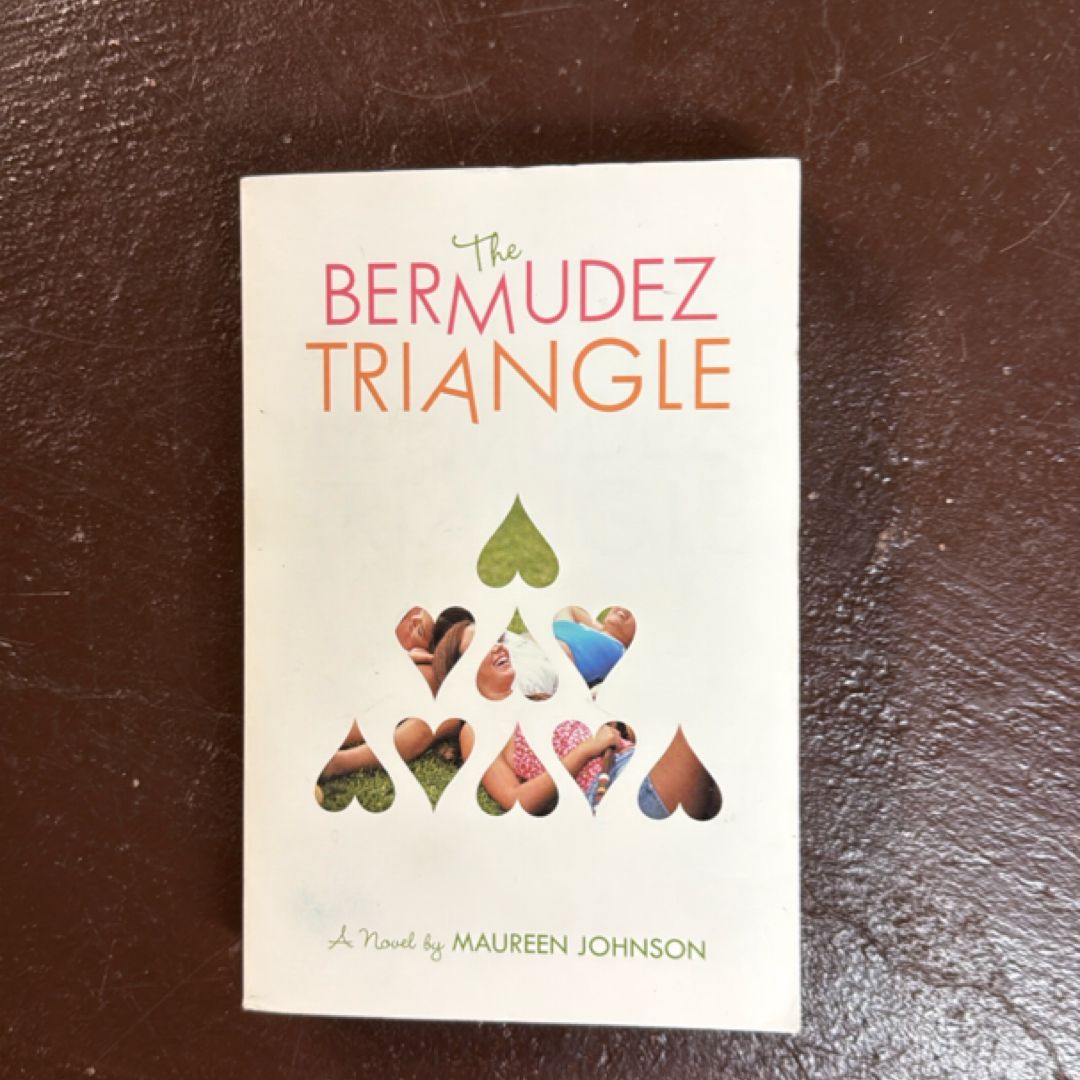 The
BERMUDEZ
TRIANGLE
A Novel by MAUREEN JOHNSON